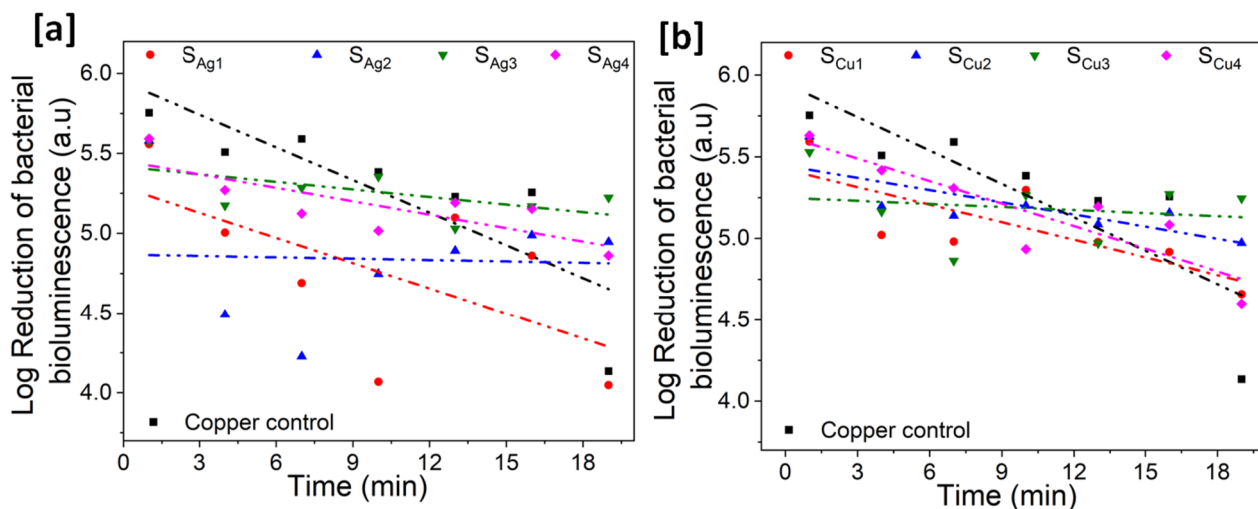 [a]
S_Ag1 S_Ag2 S_Ag3 S_Ag4
Log Reduction of bacterial
bioluminescence (a.u)
6.0
5.5
5.0
4.5
4.0
Copper control
0 3 6 9 12 15 18
Time (min)
[b]
S_Cu1 S_Cu2 S_Cu3 S_Cu4
Log Reduction of bacterial
bioluminescence (a.u)
6.0
5.5
5.0
4.5
4.0
Copper control
0 3 6 9 12 15 18
Time (min)